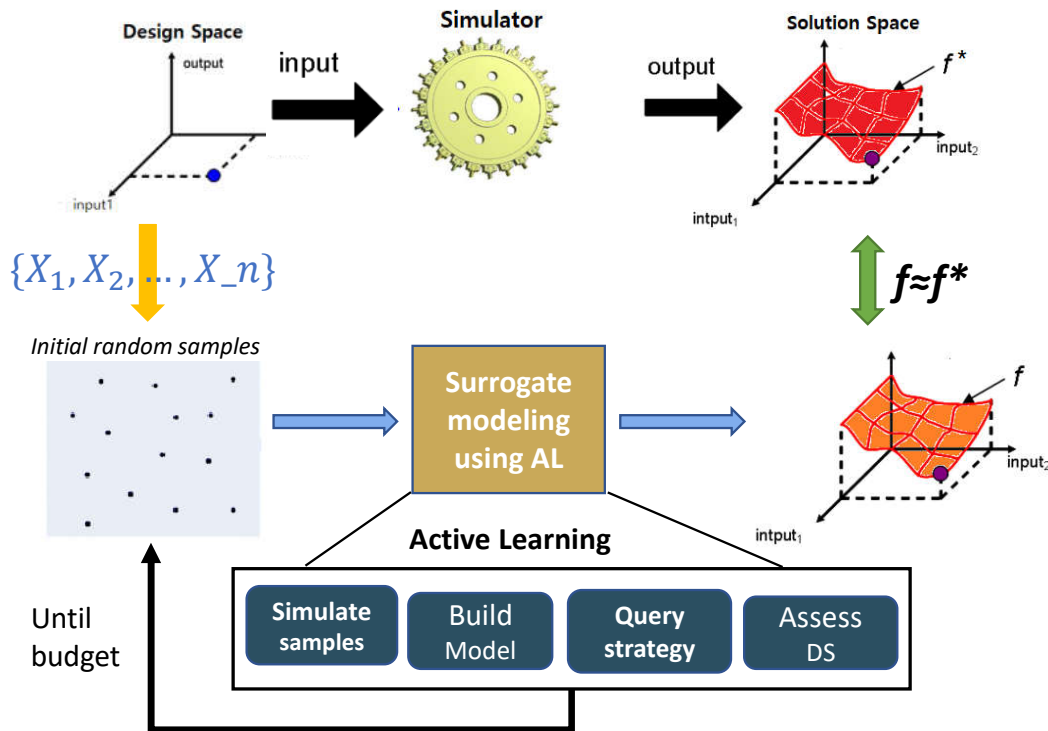 Simulator
Design Space
Solution Space
output
input
output
f*
input1
input₂
intput₁
{X₁, X₂, …, X_n}
f≈f*
Initial random samples
Surrogate
modeling
using AL
f
input₂
intput₁
Active Learning
Until
budget
Simulate
samples
Build
Model
Query
strategy
Assess
DS